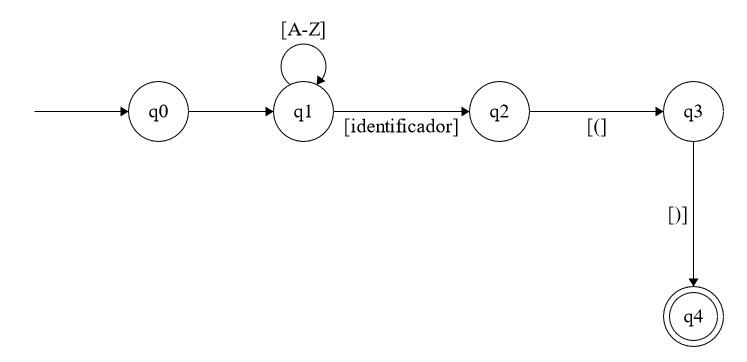 [A-Z]
q0
q1
[identificador]
q2
[(]
q3
[)]
q4